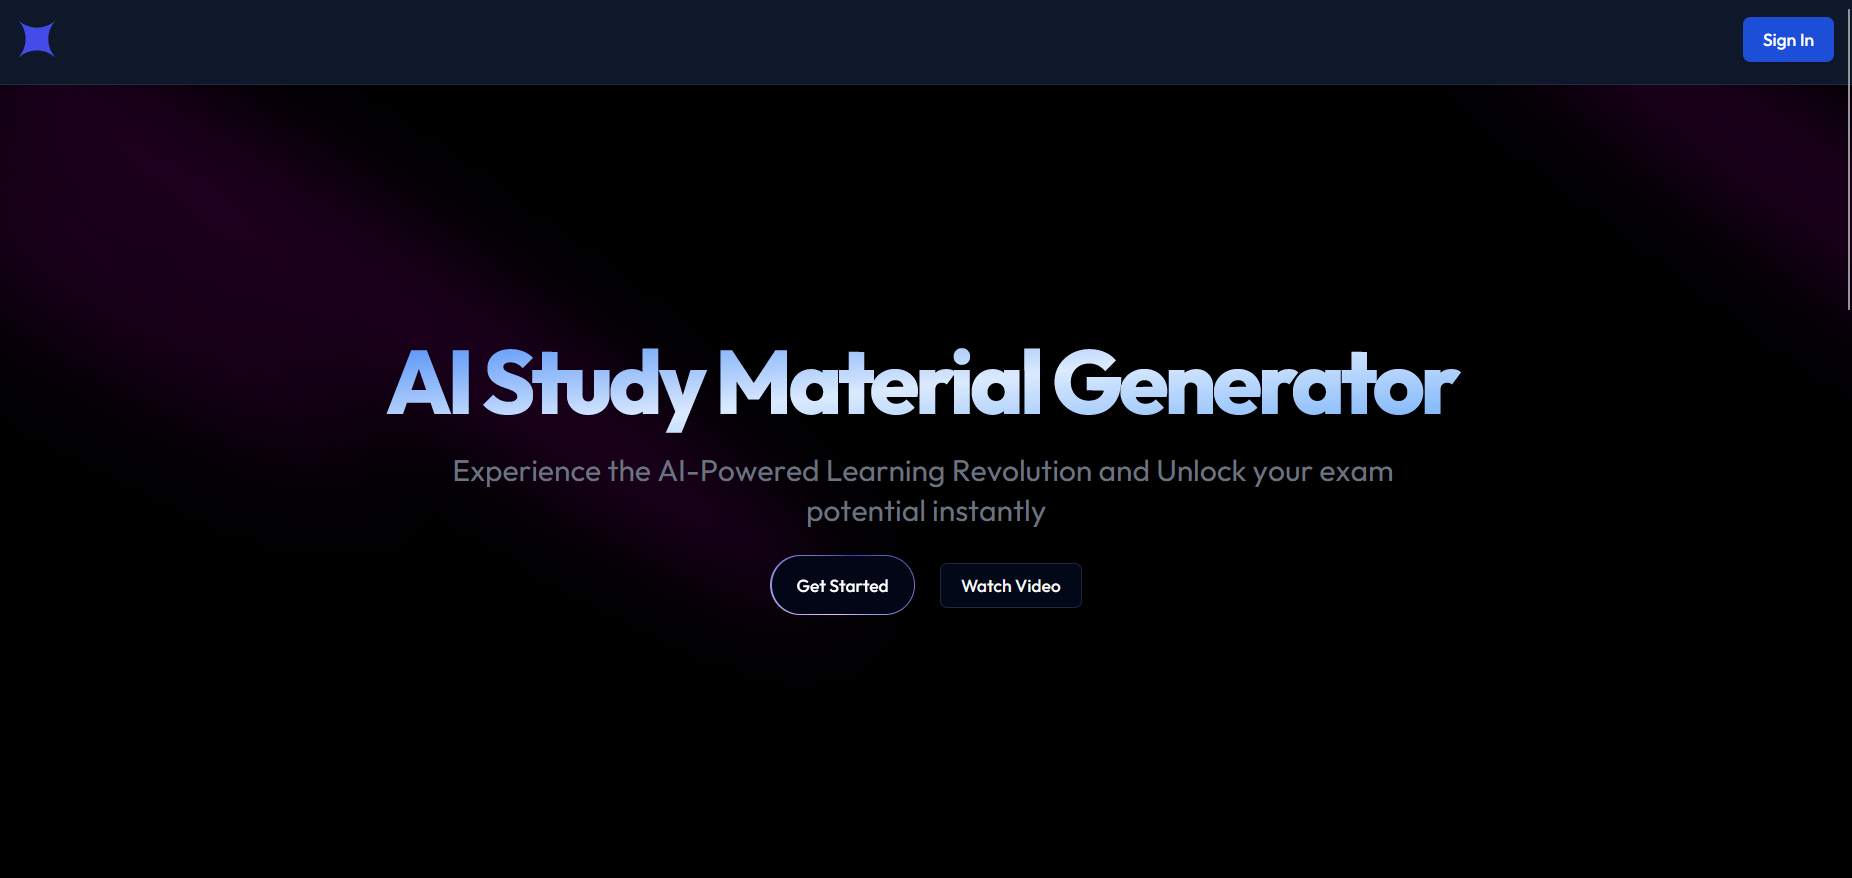 Sign In
AI Study Material Generator
Experience the AI-Powered Learning Revolution and Unlock your exam
potential instantly
Get Started
Watch Video